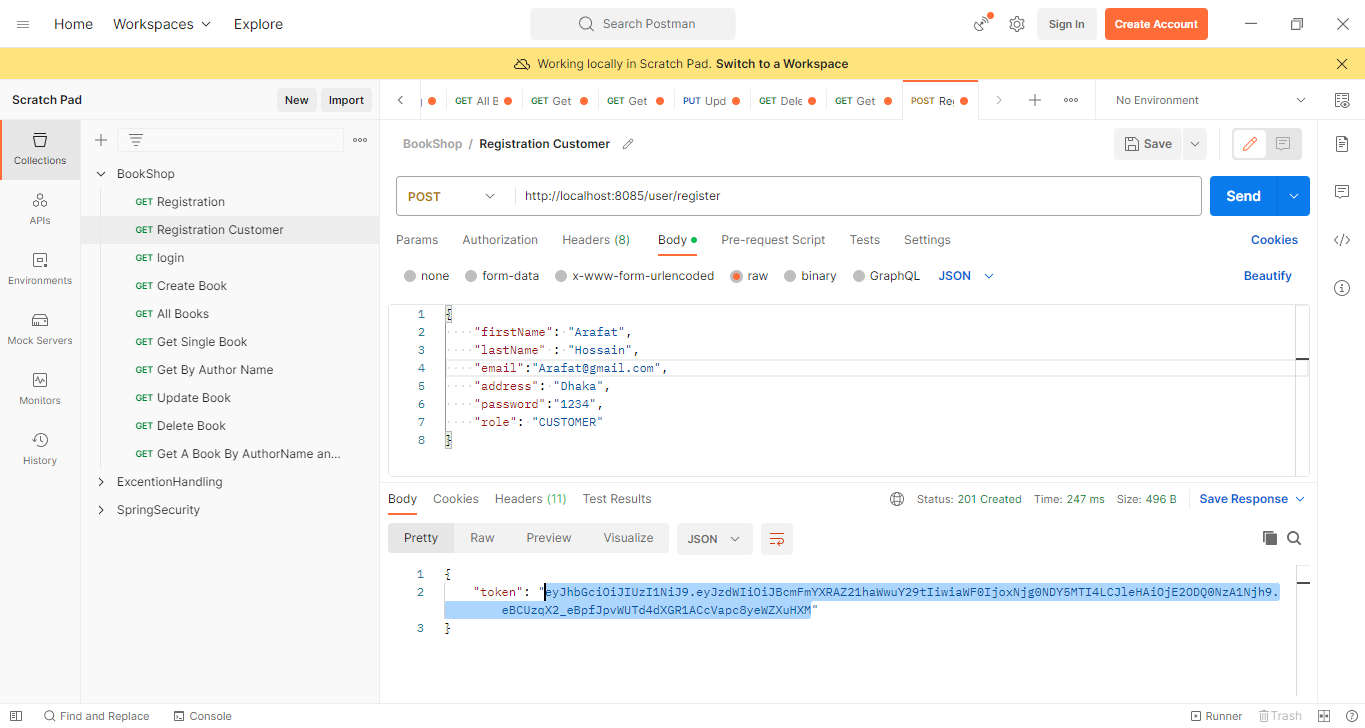 Home Workspaces Explore Search Postman Sign In Create Account
Working locally in Scratch Pad. Switch to a Workspace
Scratch Pad New Import
GET All B GET Get GET Get PUT Upd GET Dele GET Get POST Reg No Environment
Collections
APIs
Environments
Mock Servers
Monitors
History
BookShop
GET Registration
GET Registration Customer
GET login
GET Create Book
GET All Books
GET Get Single Book
GET Get By Author Name
GET Update Book
GET Delete Book
GET Get A Book By AuthorName an...
ExcentionHandling
SpringSecurity
BookShop / Registration Customer Save
POST http://localhost:8085/user/register Send
Params Authorization Headers (8) Body Pre-request Script Tests Settings Cookies
none form-data x-www-form-urlencoded raw binary GraphQL JSON Beautify
1 {
2 "firstName": "Arafat",
3 "lastName" : "Hossain",
4 "email":"Arafat@gmail.com",
5 "address": "Dhaka",
6 "password":"1234",
7 "role": "CUSTOMER"
8 }
Body Cookies Headers (11) Test Results Status: 201 Created Time: 247 ms Size: 496 B Save Response
Pretty Raw Preview Visualize JSON
1 {
2 "token": "eyJhbGciOiJIUzI1NiJ9.eyJzdWIiOiJBcmFmYXRAZ21haWwuY29tIiwiaWF0IjoxNjg0NDY5MTI4LCJleHAiOjE2ODQ0NzA1Njh9.
eBCUzqX2_eBpfJpvWUTd4dXGR1ACcVapc8yeWZXuHXM"
3 }
Find and Replace Console Runner Trash